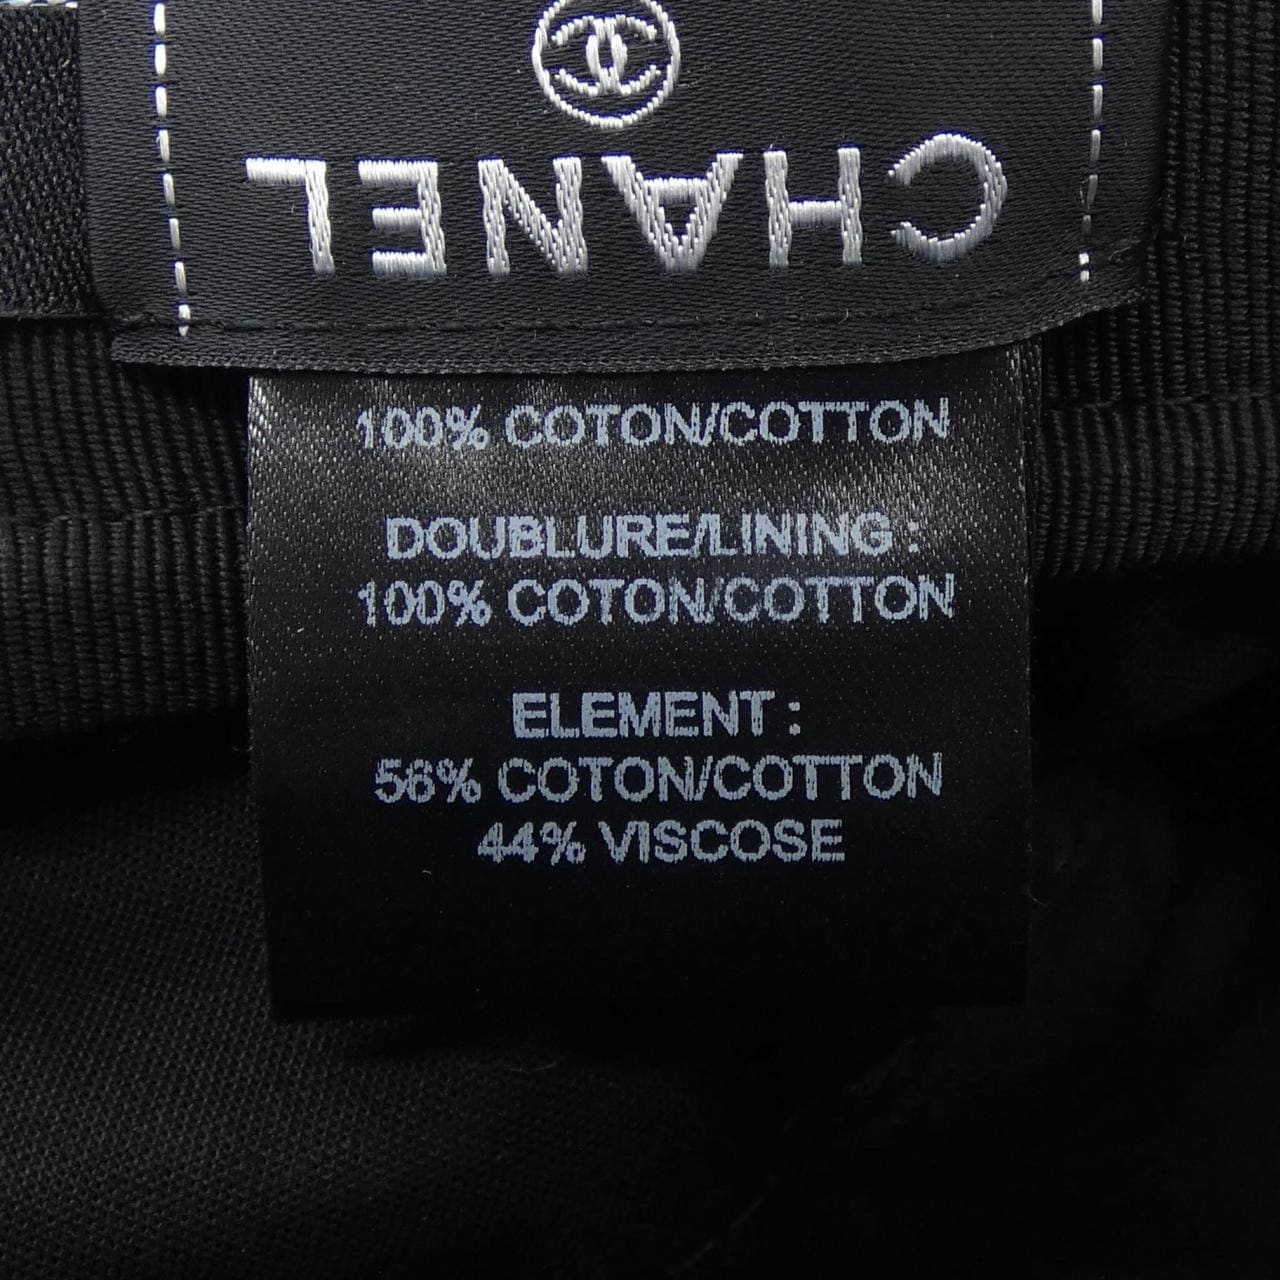 CHANEL
100% COTON/COTTON
DOUBLURE/LINING :
100% COTON/COTTON
ELEMENT :
56% COTON/COTTON
44% VISCOSE